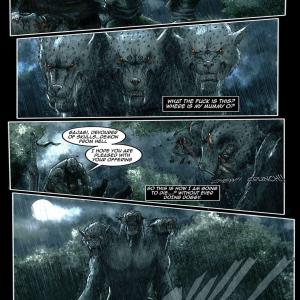 WHAT THE FUCK IS THIS?
WHERE IS MY MUMMY O?
SAJABI, DEVOURER
OF SKULLS...DEMON
FROM HELL
I HOPE YOU ARE
PLEASED WITH
YOUR OFFERING
SO THIS IS HOW I AM GOING
TO DIE...? WITHOUT EVER
DOING DOGGY.
CRUNCH!!